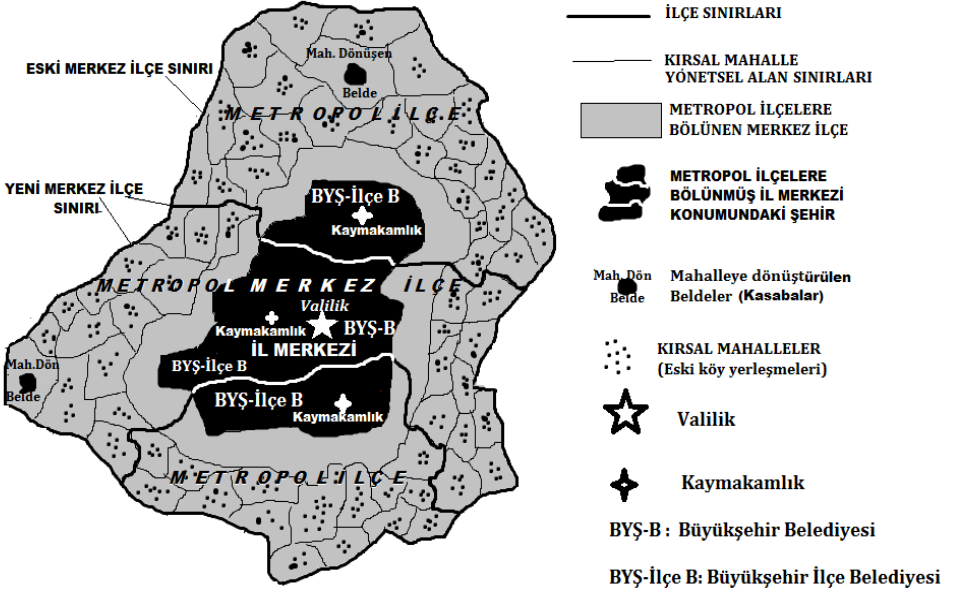 Mah. Dönüşen
Belde
ESKİ MERKEZ İLÇE SINIRI
METROPOL İLÇE
YENİ MERKEZ İLÇE
SINIRI
BYŞ-İlçe B
Kaymakamlık
METROPOL MERKEZ İLÇE
Valilik
Kaymakamlık
BYŞ-B
İL MERKEZİ
BYŞ-İlçe B
Mah.Dön
Belde
BYŞ-İlçe B
Kaymakamlık
METROPOL İLÇE
İLÇE SINIRLARI
KIRSAL MAHALLE
YÖNETSEL ALAN SINIRLARI
METROPOL İLÇELERE
BÖLÜNEN MERKEZ İLÇE
METROPOL İLÇELERE
BÖLÜNMÜŞ İL MERKEZİ
KONUMUNDAKİ ŞEHİR
Mah. Dön
Belde
Mahalleye dönüştürülen
Beldeler (Kasabalar)
KIRSAL MAHALLELER
(Eski köy yerleşmeleri)
Valilik
Kaymakamlık
BYŞ-B : Büyükşehir Belediyesi
BYŞ-İlçe B: Büyükşehir İlçe Belediyesi